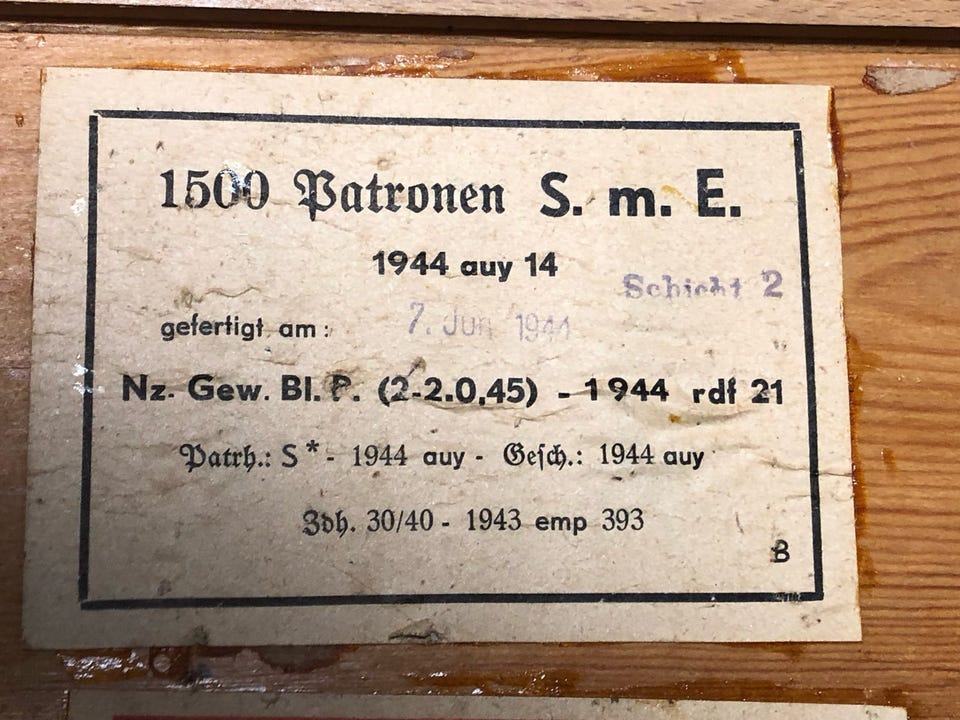 1500 Patronen S. m. E.
1944 auy 14
Schicht 2
gefertigt am: 7. Jun 1944
Nz. Gew. Bl. P. (2.2.0,45) - 1944 rdf 21
Patrh.: S* - 1944 auy - Gesch.: 1944 auy
Zdh. 30/40 - 1943 emp 393
B